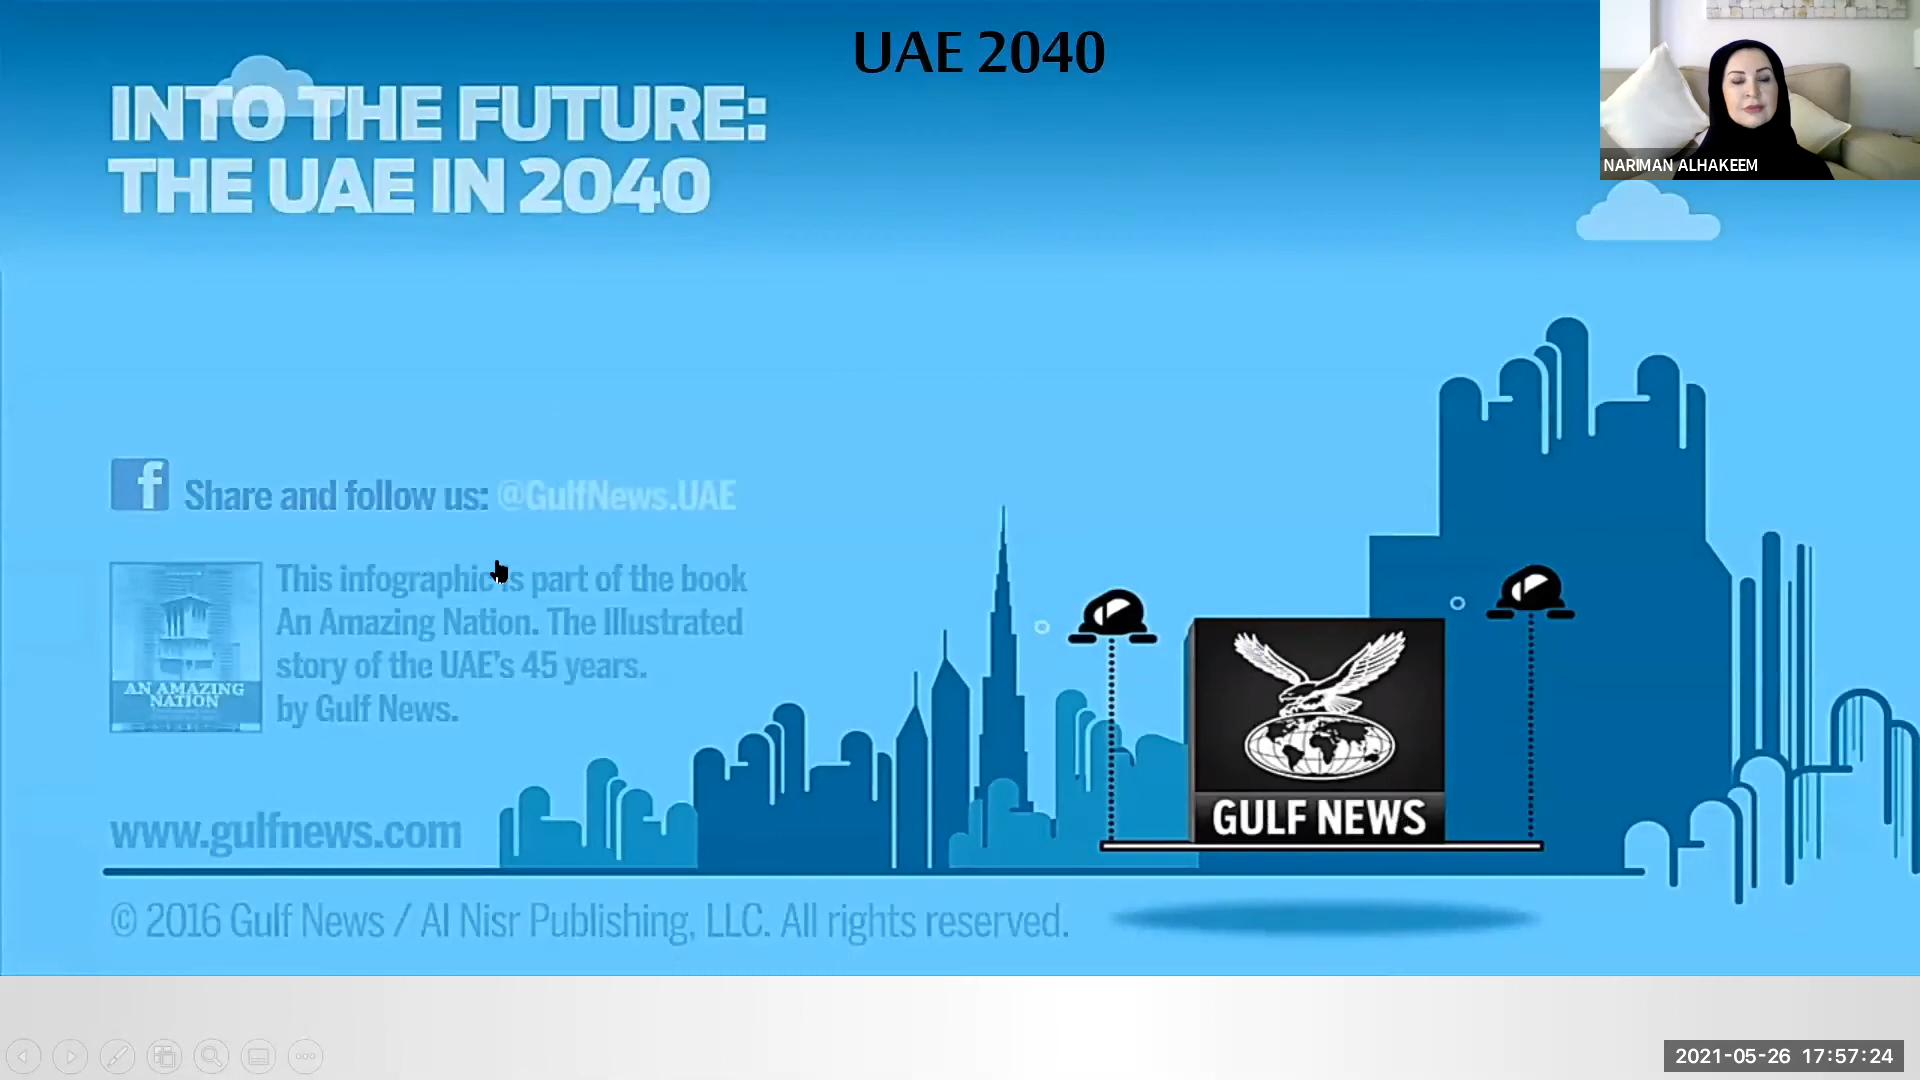 UAE 2040
INTO THE FUTURE:
THE UAE IN 2040
NARIMAN ALHAKEEM
f Share and follow us: @GulfNews.UAE
This infographic is part of the book
An Amazing Nation. The Illustrated
story of the UAE's 45 years.
by Gulf News.
AN AMAZING
NATION
GULF NEWS
www.gulfnews.com
© 2016 Gulf News / Al Nisr Publishing, LLC. All rights reserved.
2021-05-26 17:57:24